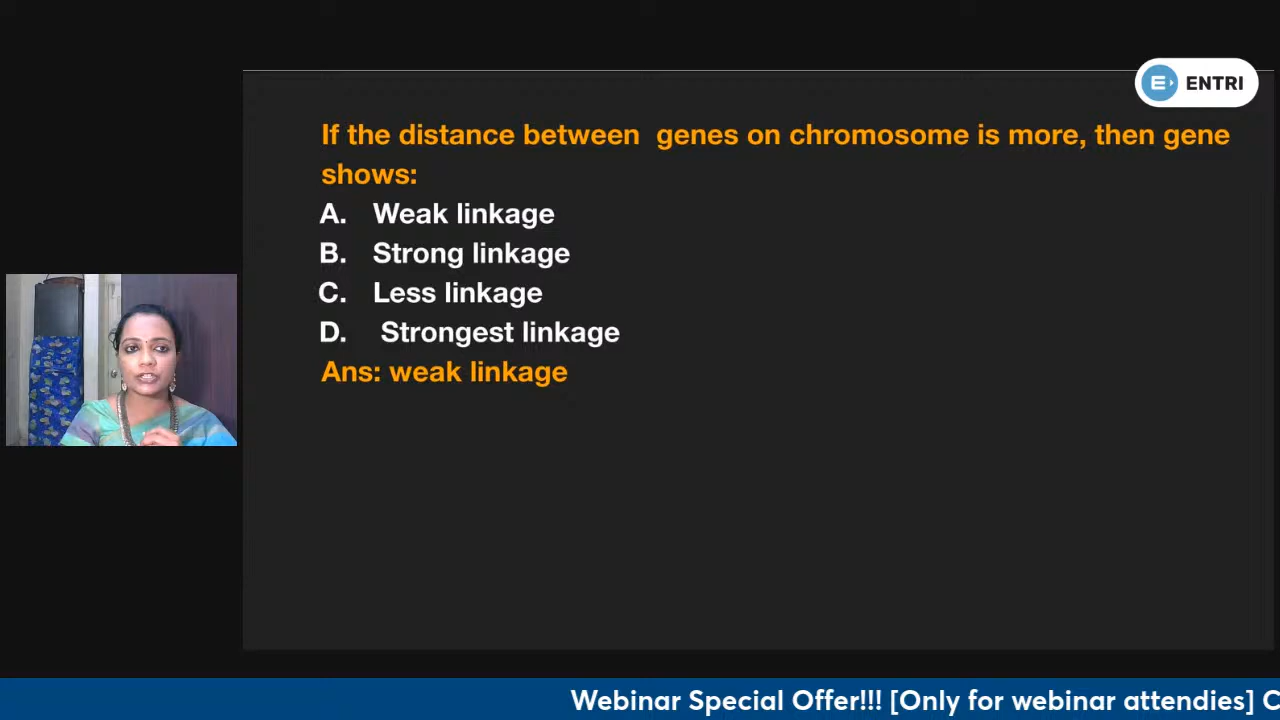 ENTRI
If the distance between genes on chromosome is more, then gene
shows:
A. Weak linkage
B. Strong linkage
C. Less linkage
D. Strongest linkage
Ans: weak linkage
Webinar Special Offer!!! [Only for webinar attendies] C